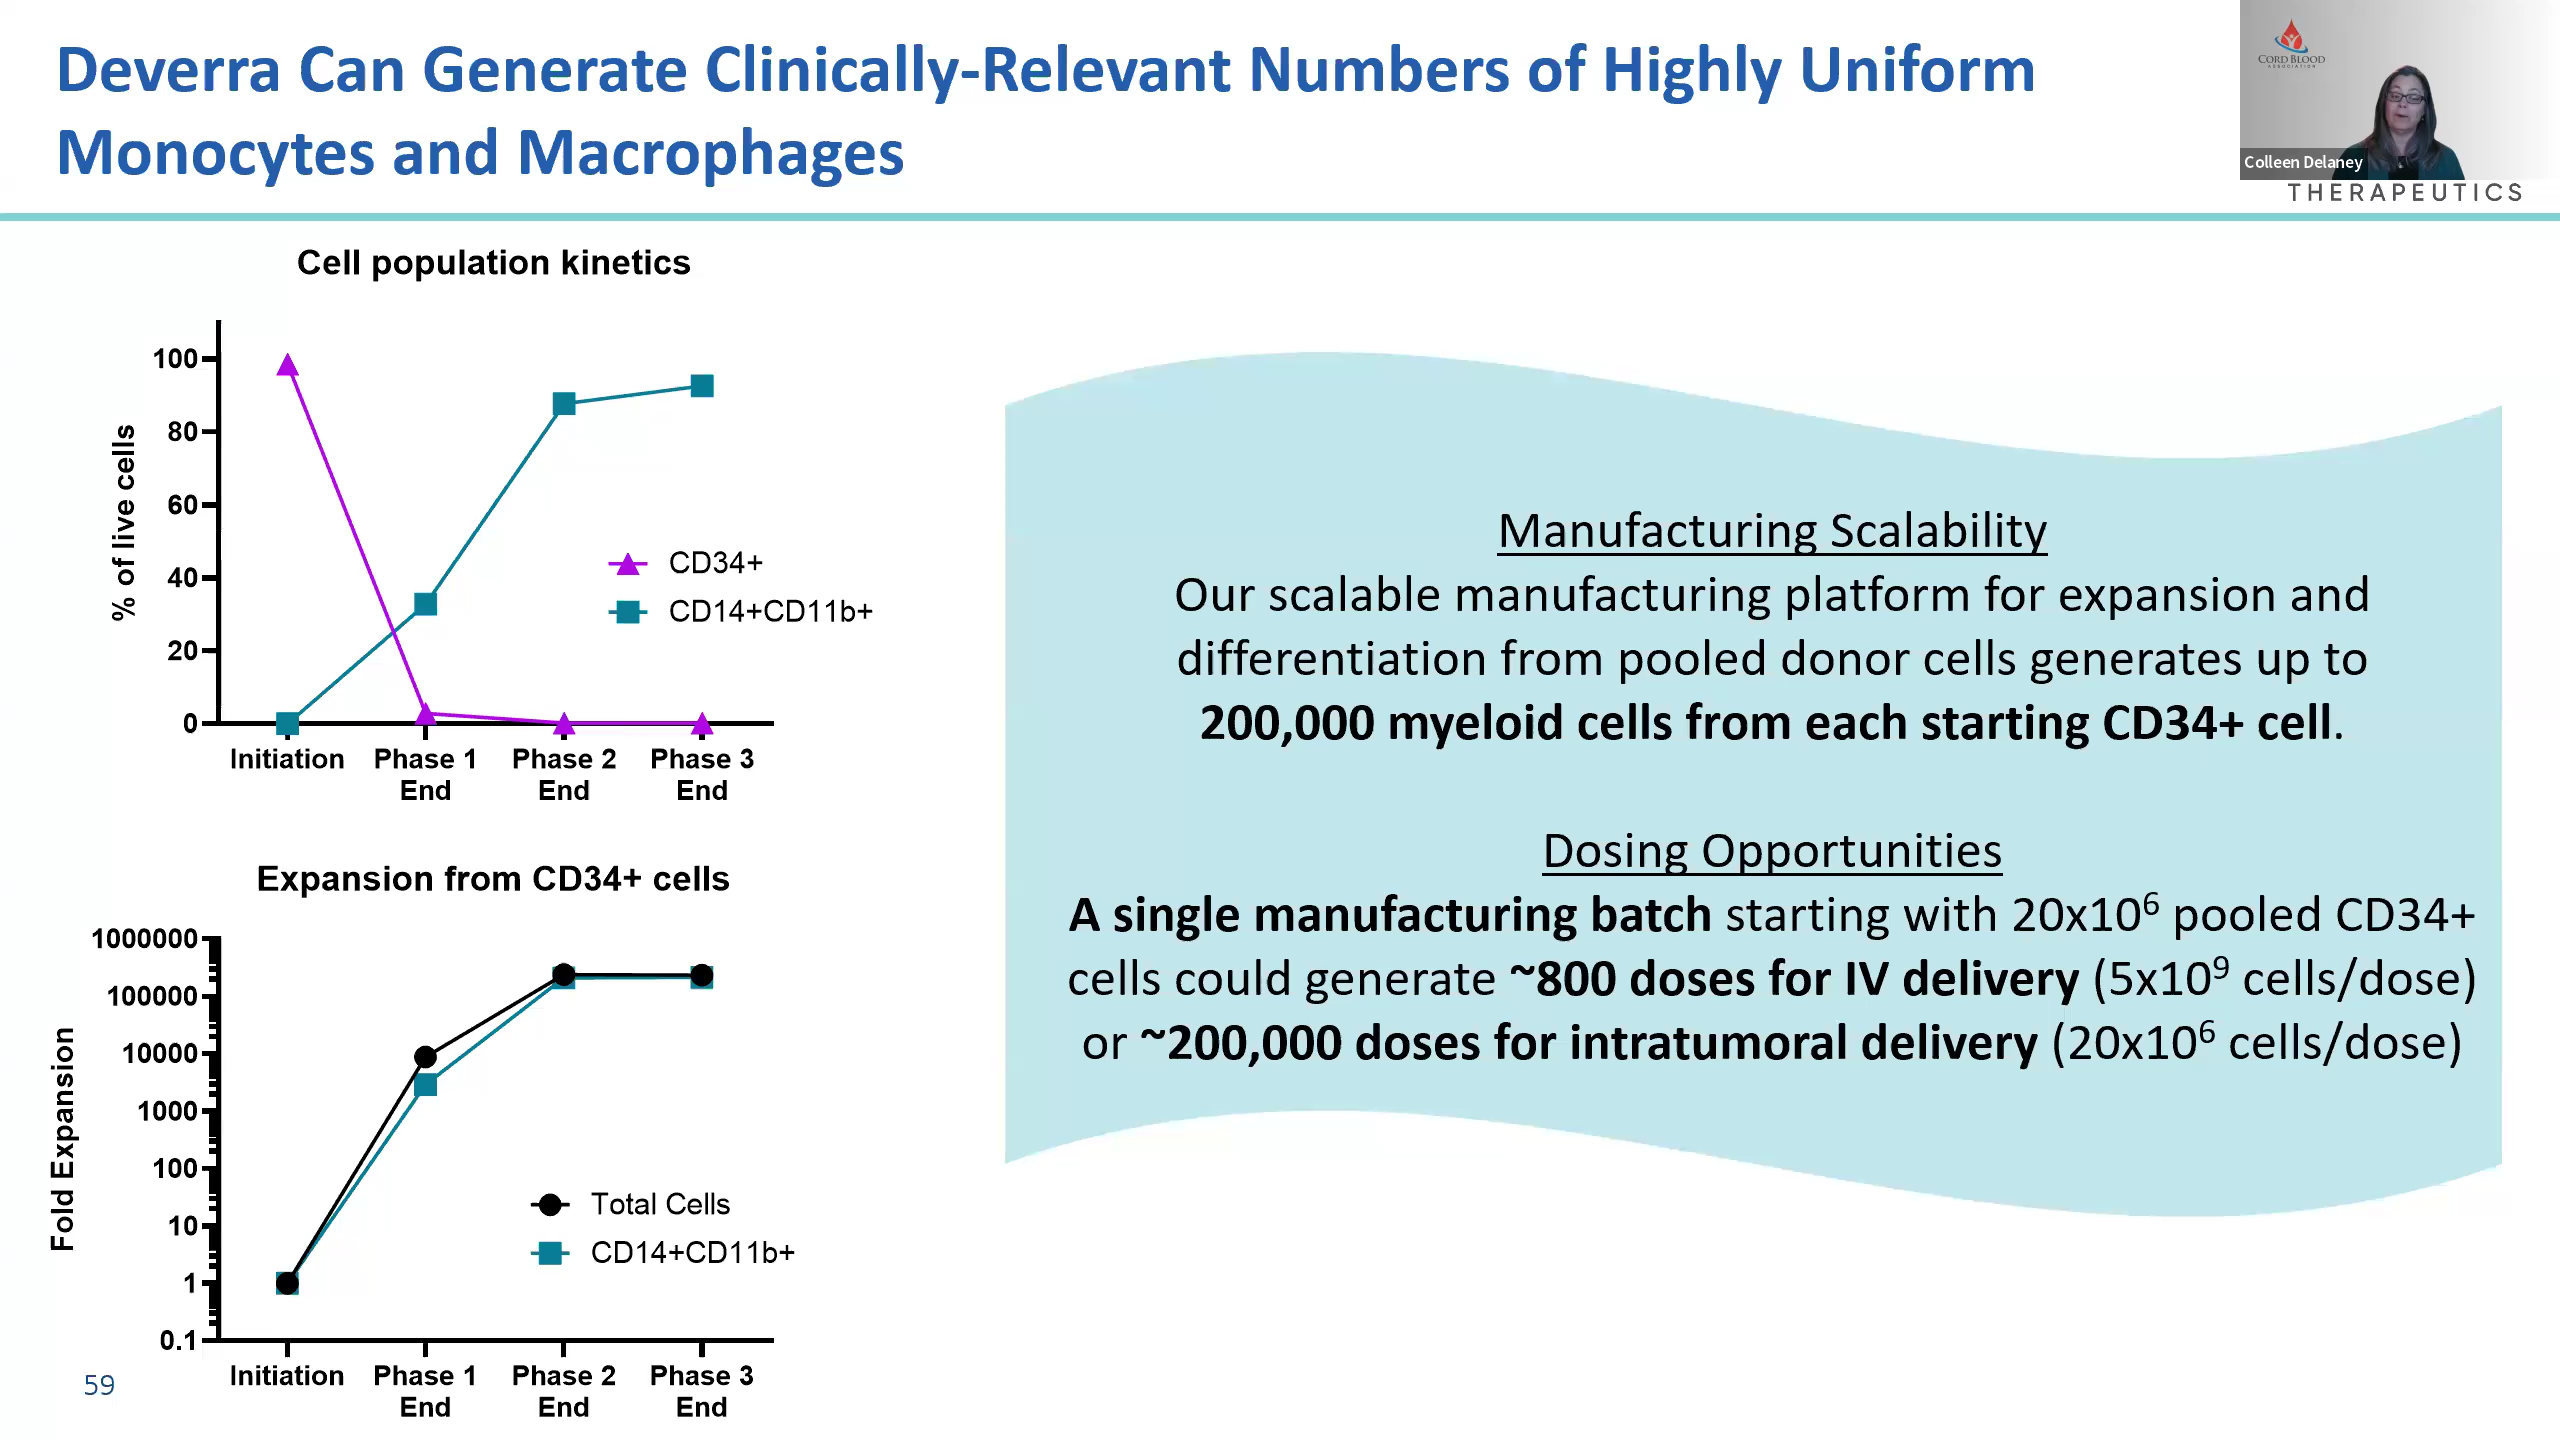 Deverra Can Generate Clinically-Relevant Numbers of Highly Uniform
Monocytes and Macrophages
CORD BLOOD
ASSOCIATION
Colleen Delaney
THERAPEUTICS
Cell population kinetics
% of live cells
100
80
60
40
20
0
CD34+
CD14+CD11b+
Initiation Phase 1 Phase 2 Phase 3
End End End
Expansion from CD34+ cells
Fold Expansion
1000000
100000
10000
1000
100
10
1
0.1
Total Cells
CD14+CD11b+
Initiation Phase 1 Phase 2 Phase 3
End End End
Manufacturing Scalability
Our scalable manufacturing platform for expansion and
differentiation from pooled donor cells generates up to
200,000 myeloid cells from each starting CD34+ cell.
Dosing Opportunities
A single manufacturing batch starting with 20x10⁶ pooled CD34+
cells could generate ~800 doses for IV delivery (5x10⁹ cells/dose)
or ~200,000 doses for intratumoral delivery (20x10⁶ cells/dose)
59